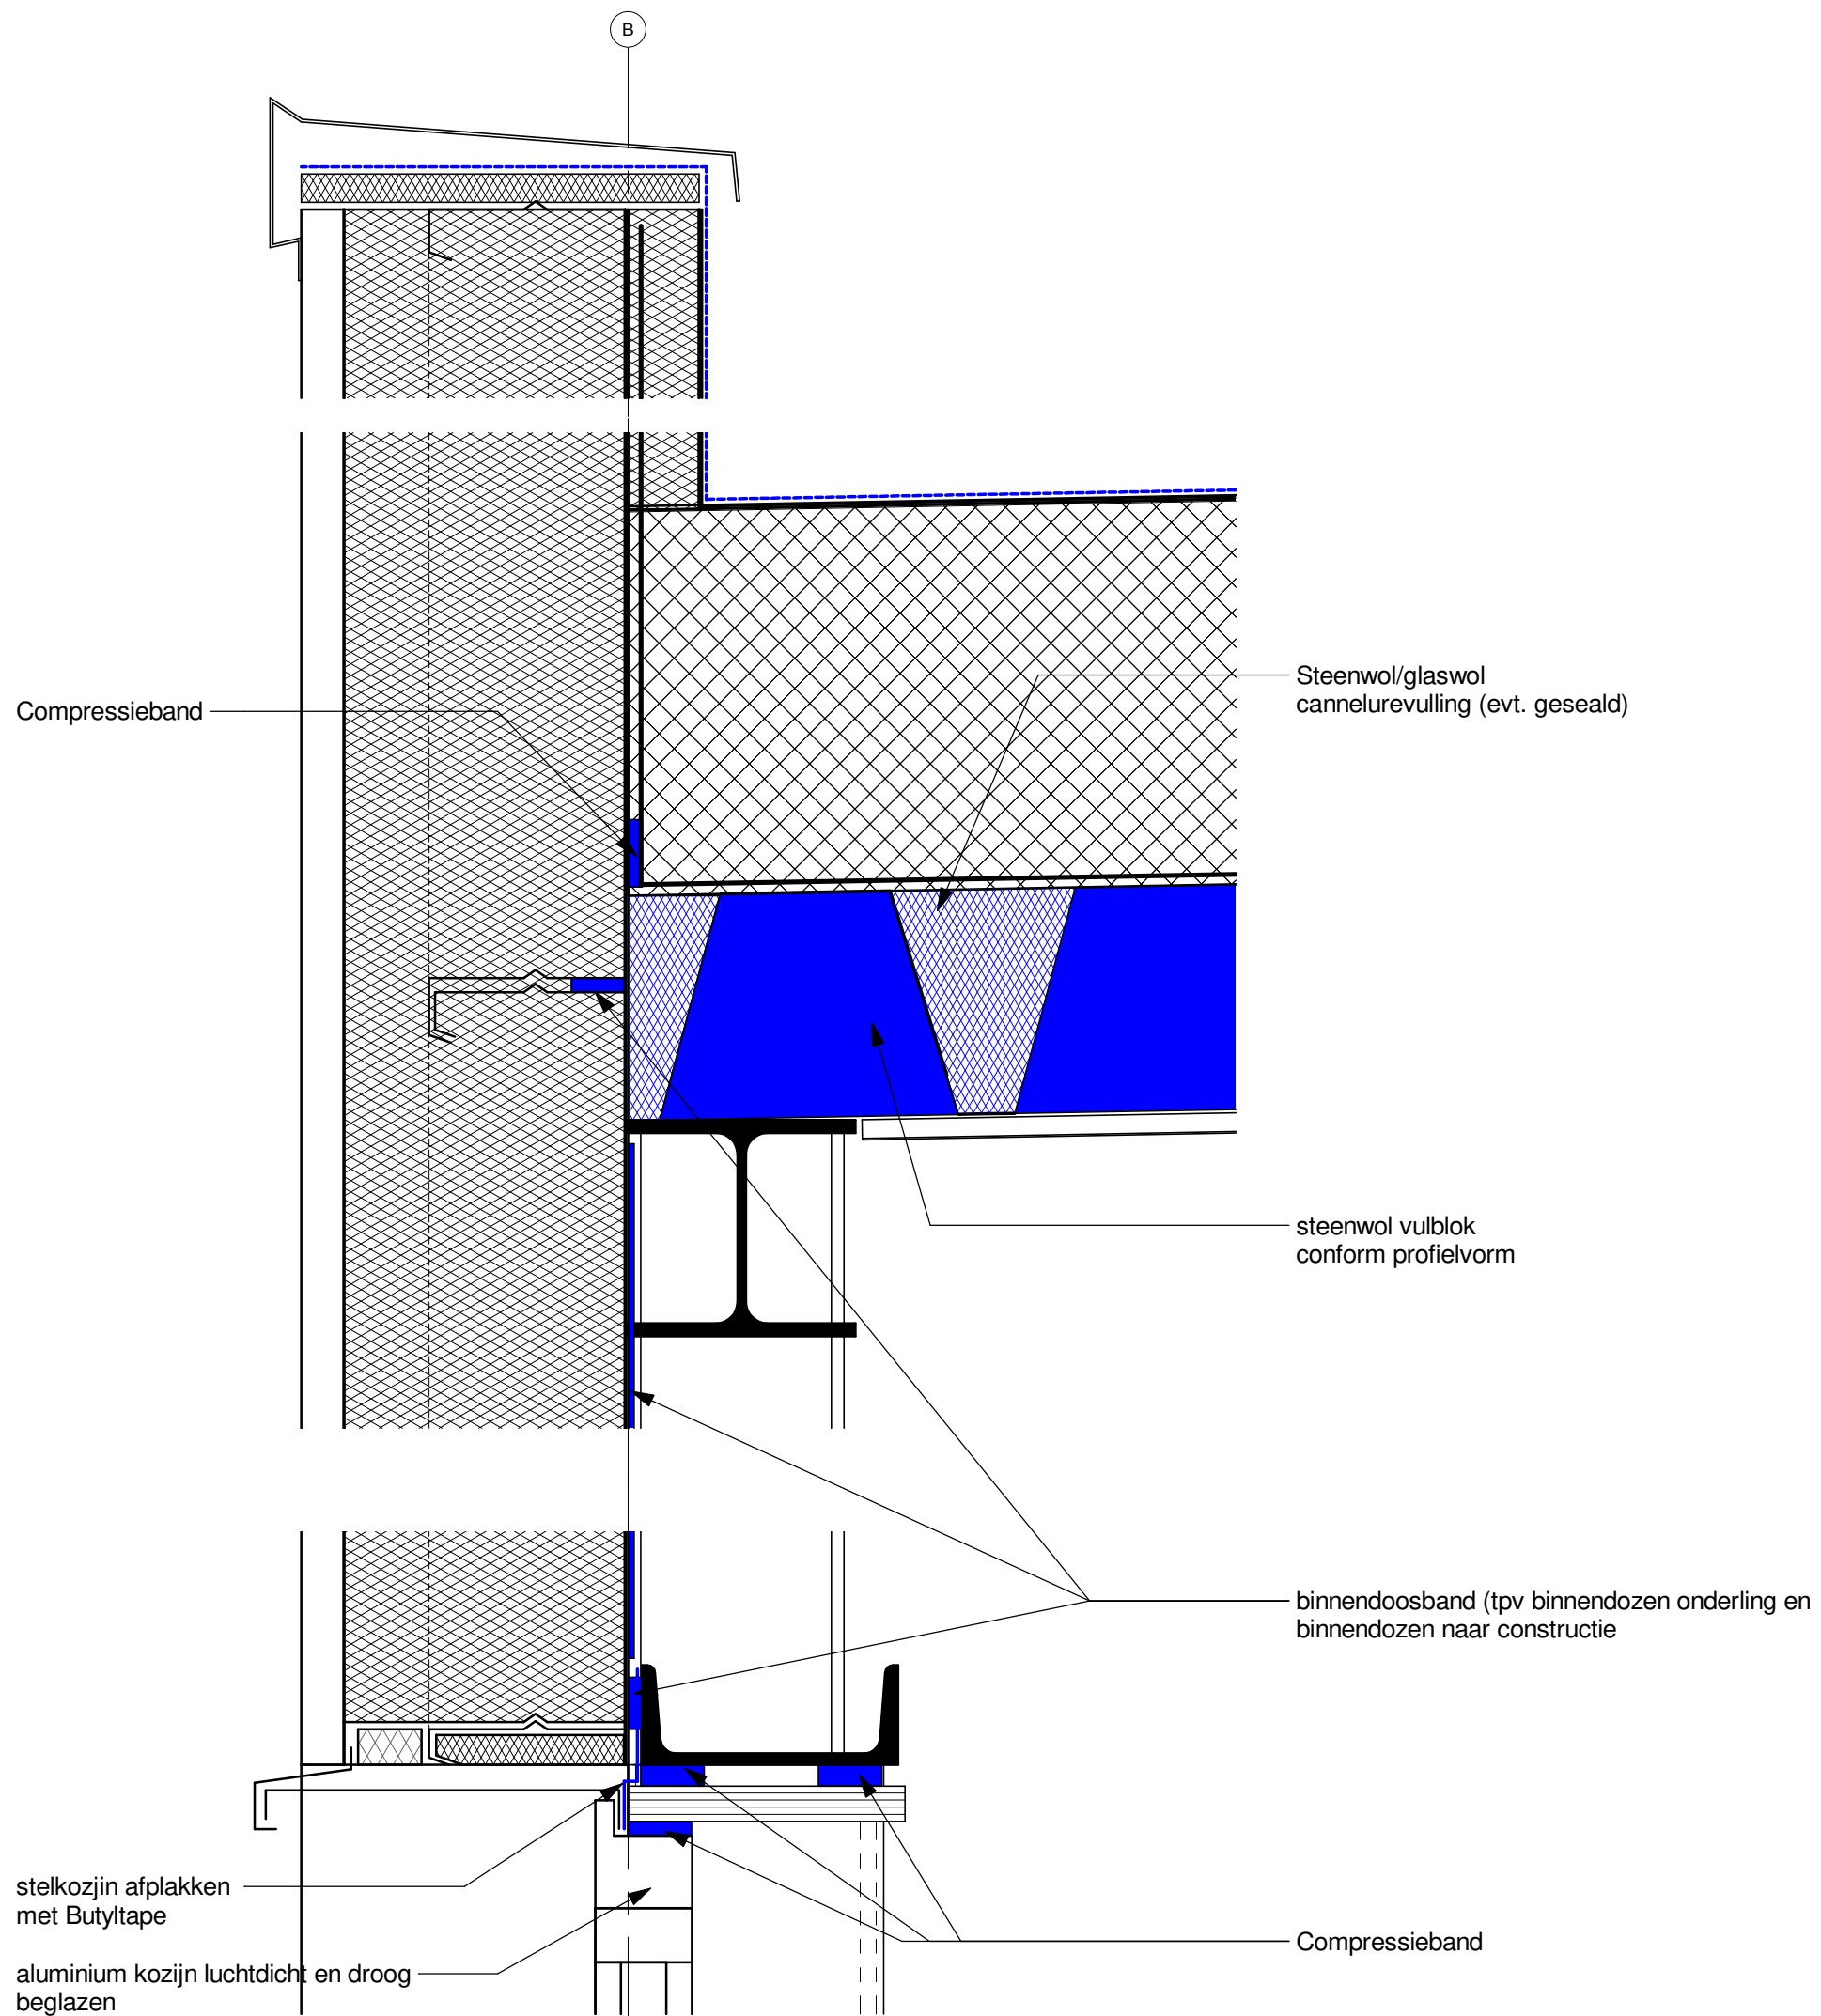 B
Steenwol/glaswol
cannelurevulling (evt. geseald)
Compressieband
steenwol vulblok
conform profielvorm
binnendoosband (tpv binnendozen onderling en
binnendozen naar constructie
stelkozjin afplakken
met Butyltape
Compressieband
aluminium kozijn luchtdicht en droog
beglazen